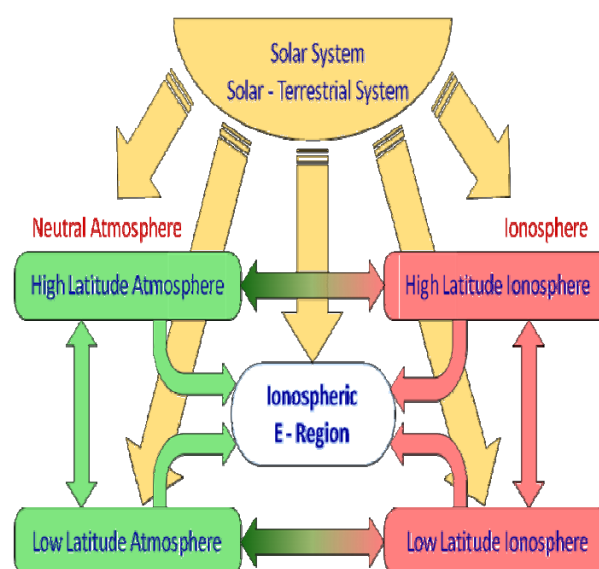 Solar System
Solar - Terrestrial System
Neutral Atmosphere
Ionosphere
High Latitude Atmosphere
High Latitude Ionosphere
Ionospheric
E - Region
Low Latitude Atmosphere
Low Latitude Ionosphere